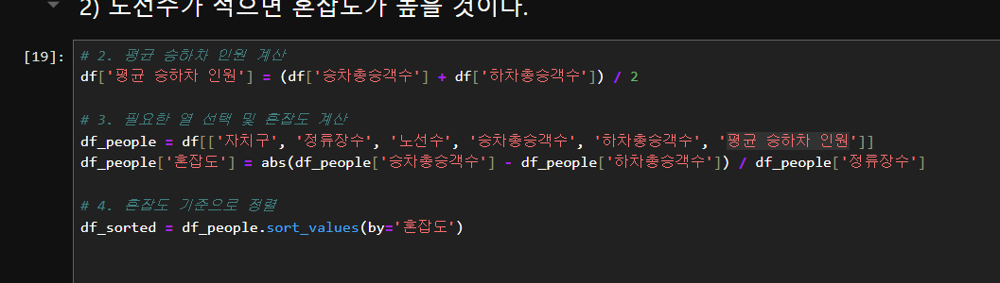 2) 노선수가 적으면 혼잡도가 높을 것이다.
[19]:
# 2. 평균 승하차 인원 계산
df['평균 승하차 인원'] = (df['승차총승객수'] + df['하차총승객수']) / 2
# 3. 필요한 열 선택 및 혼잡도 계산
df_people = df[['자치구', '정류장수', '노선수', '승차총승객수', '하차총승객수', '평균 승하차 인원']]
df_people['혼잡도'] = abs(df_people['승차총승객수'] - df_people['하차총승객수']) / df_people['정류장수']
# 4. 혼잡도 기준으로 정렬
df_sorted = df_people.sort_values(by='혼잡도')